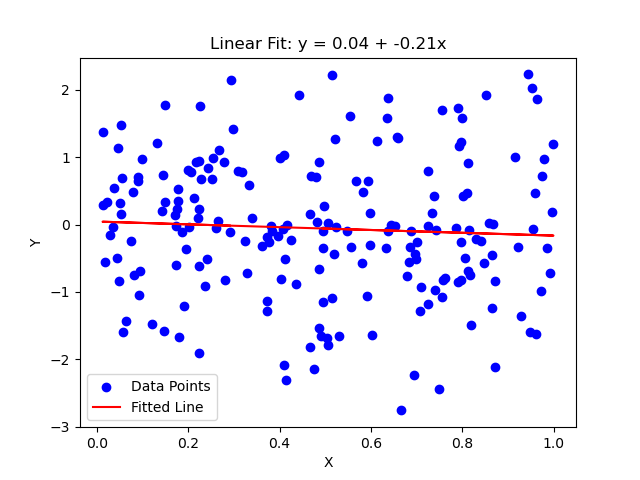 Linear Fit: y = 0.04 + -0.21x
Y
2
1
0
−1
−2
−3
Data Points
Fitted Line
0.0 0.2 0.4 0.6 0.8 1.0
X